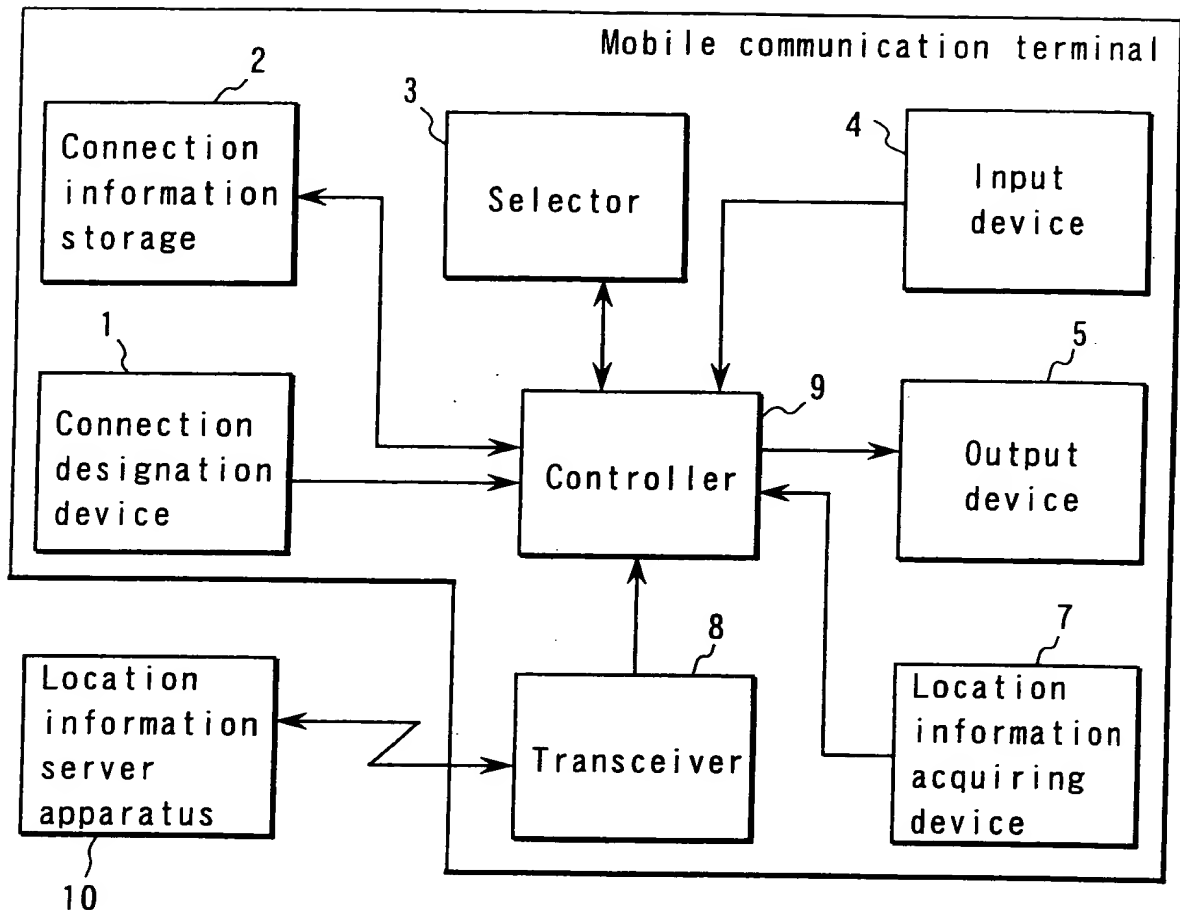 Mobile communication terminal
2
Connection
information
storage
3
Selector
4
Input
device
1
Connection
designation
device
9
Controller
5
Output
device
10
Location
information
server
apparatus
8
Transceiver
7
Location
information
acquiring
device